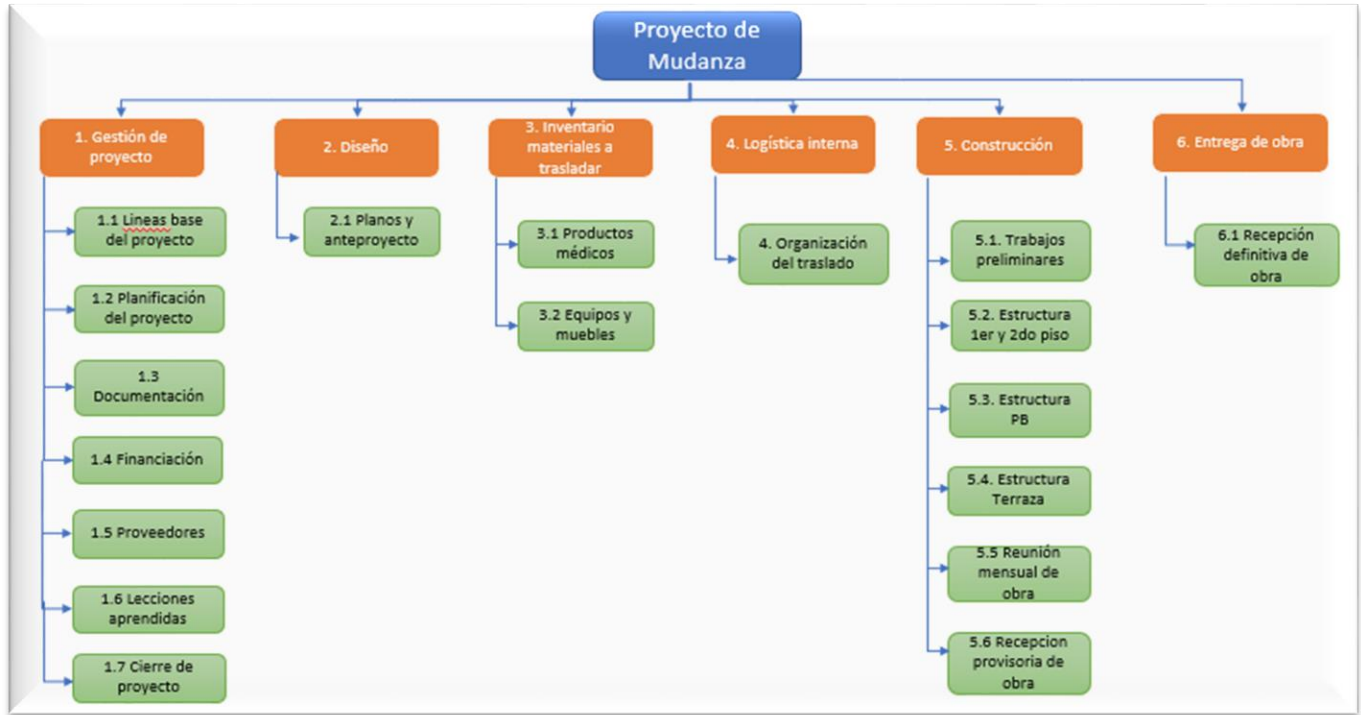 Proyecto de
Mudanza
1. Gestión de
proyecto
2. Diseño
3. Inventario
materiales a
trasladar
4. Logística interna
5. Construcción
6. Entrega de obra
1.1 Lineas base
del proyecto
1.2 Planificación
del proyecto
1.3
Documentación
1.4 Financiación
1.5 Proveedores
1.6 Lecciones
aprendidas
1.7 Cierre de
proyecto
2.1 Planos y
anteproyecto
3.1 Productos
médicos
3.2 Equipos y
muebles
4. Organización
del traslado
5.1. Trabajos
preliminares
5.2. Estructura
1er y 2do piso
5.3. Estructura
PB
5.4. Estructura
Terraza
5.5 Reunión
mensual de
obra
5.6 Recepcion
provisoria de
obra
6.1 Recepción
definitiva de
obra